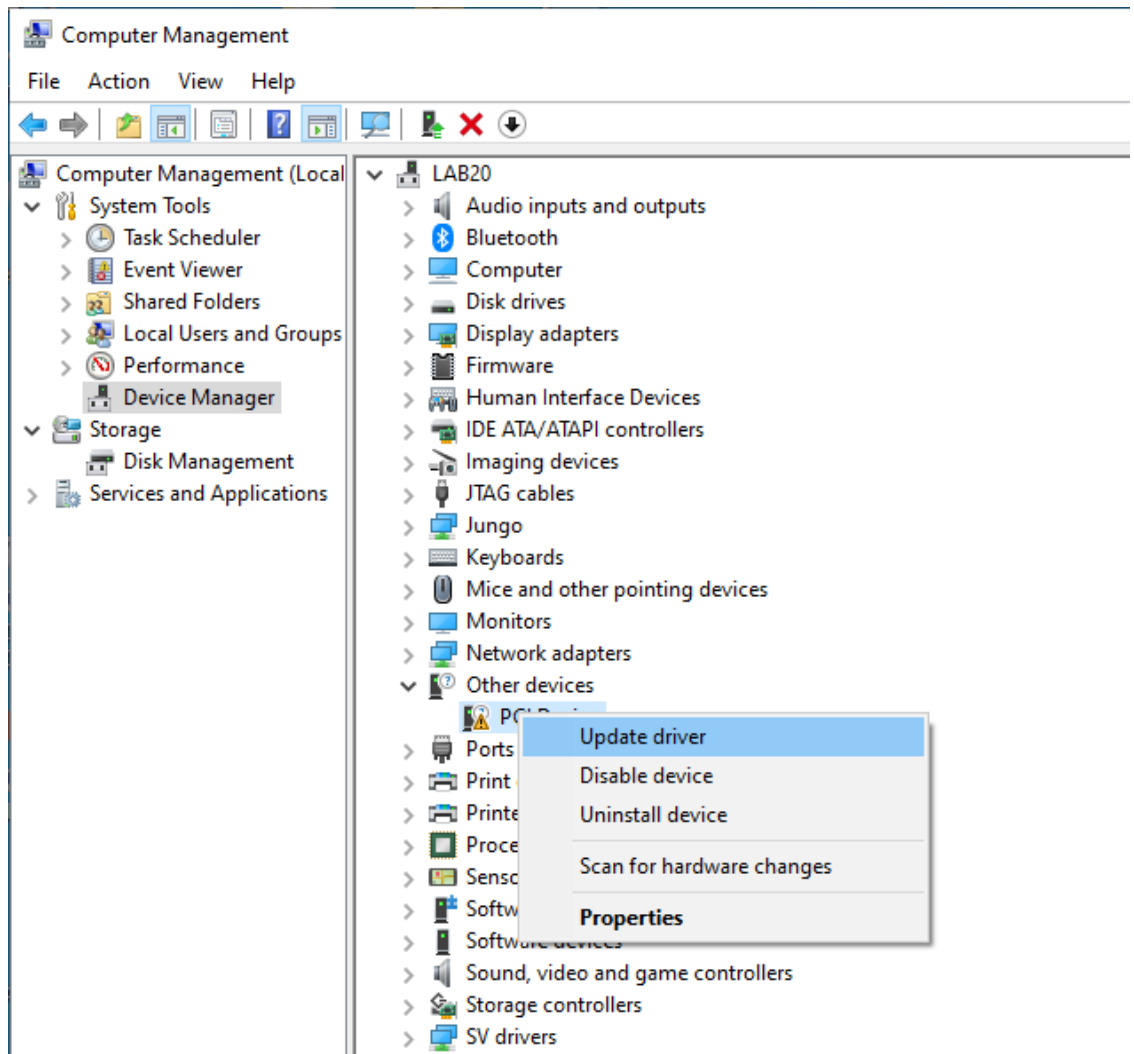 Computer Management
File Action View Help
Computer Management (Local
System Tools
Task Scheduler
Event Viewer
Shared Folders
Local Users and Groups
Performance
Device Manager
Storage
Disk Management
Services and Applications
LAB20
Audio inputs and outputs
Bluetooth
Computer
Disk drives
Display adapters
Firmware
Human Interface Devices
IDE ATA/ATAPI controllers
Imaging devices
JTAG cables
Jungo
Keyboards
Mice and other pointing devices
Monitors
Network adapters
Other devices
Ports
Print
Printe
Proce
Senso
Softw
Software devices
Sound, video and game controllers
Storage controllers
SV drivers
Update driver
Disable device
Uninstall device
Scan for hardware changes
Properties